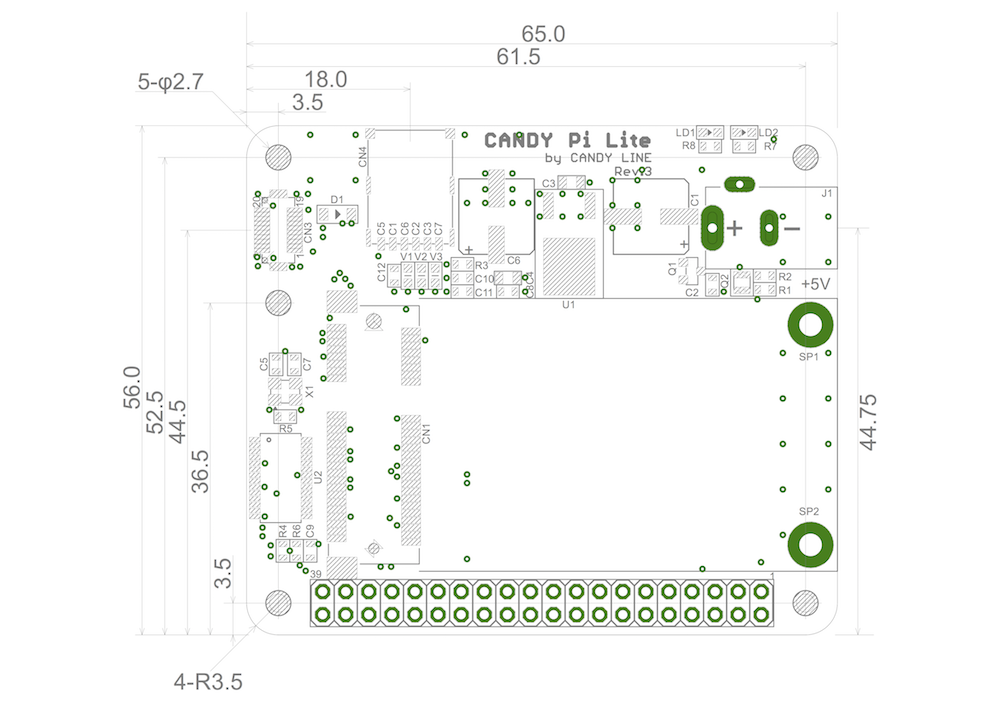 65.0
61.5
18.0
5-φ2.7
3.5
CANDY Pi Lite
by CANDY LINE
Rev.3
LD1
LD2
R8
R7
CN4
C3
J1
D1
20
19
CN3
1
C1
+
−
C5
C1
C6
C2
C3
C7
+
+
C6
V1
V2
V3
C12
R3
C10
C4
C11
C8
U1
Q1
C2
Q2
R2
R1
+5V
SP1
C5
C7
X1
R5
CN1
U2
SP2
R4
R6
C9
39
1
56.0
52.5
44.5
36.5
3.5
44.75
4-R3.5